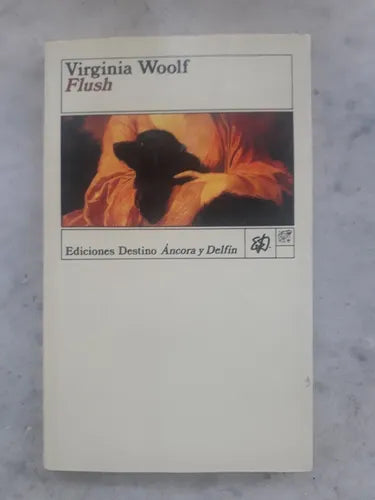 Virginia Woolf
Flush
Ediciones Destino Áncora y Delfín